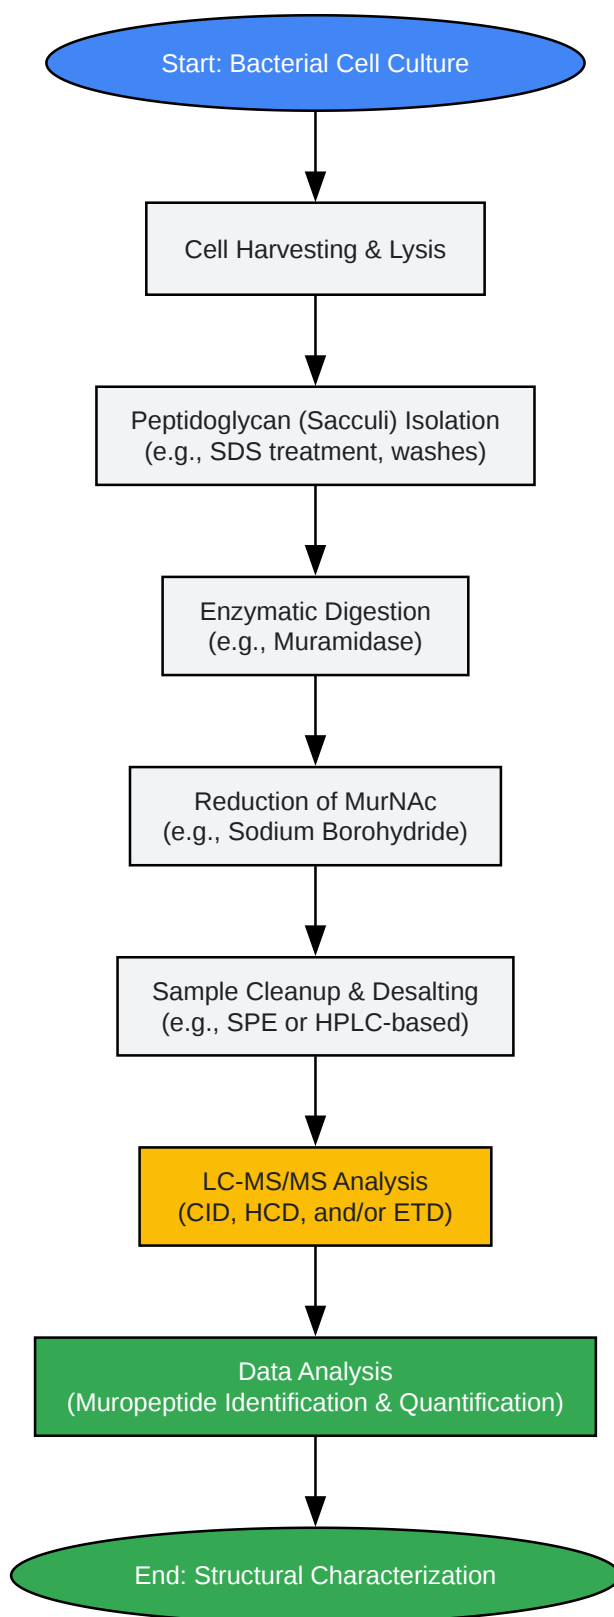 Start: Bacterial Cell Culture
Cell Harvesting & Lysis
Peptidoglycan (Sacculi) Isolation
(e.g., SDS treatment, washes)
Enzymatic Digestion
(e.g., Muramidase)
Reduction of MurNAc
(e.g., Sodium Borohydride)
Sample Cleanup & Desalting
(e.g., SPE or HPLC-based)
LC-MS/MS Analysis
(CID, HCD, and/or ETD)
Data Analysis
(Muropeptide Identification & Quantification)
End: Structural Characterization